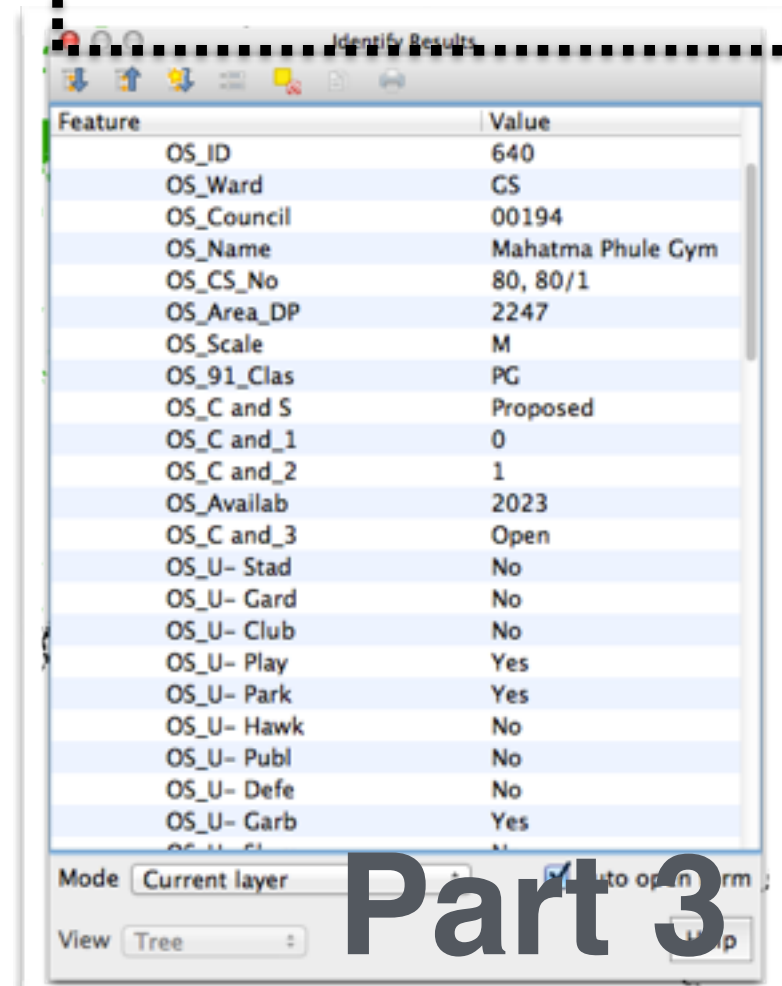 Identify Results
Feature Value
OS_ID 640
OS_Ward GS
OS_Council 00194
OS_Name Mahatma Phule Gym
OS_CS_No 80, 80/1
OS_Area_DP 2247
OS_Scale M
OS_91_Clas PG
OS_C and S Proposed
OS_C and_1 0
OS_C and_2 1
OS_Availab 2023
OS_C and_3 Open
OS_U- Stad No
OS_U- Gard No
OS_U- Club No
OS_U- Play Yes
OS_U- Park Yes
OS_U- Hawk No
OS_U- Publ No
OS_U- Defe No
OS_U- Garb Yes
Mode Current layer
Part 3
View Tree